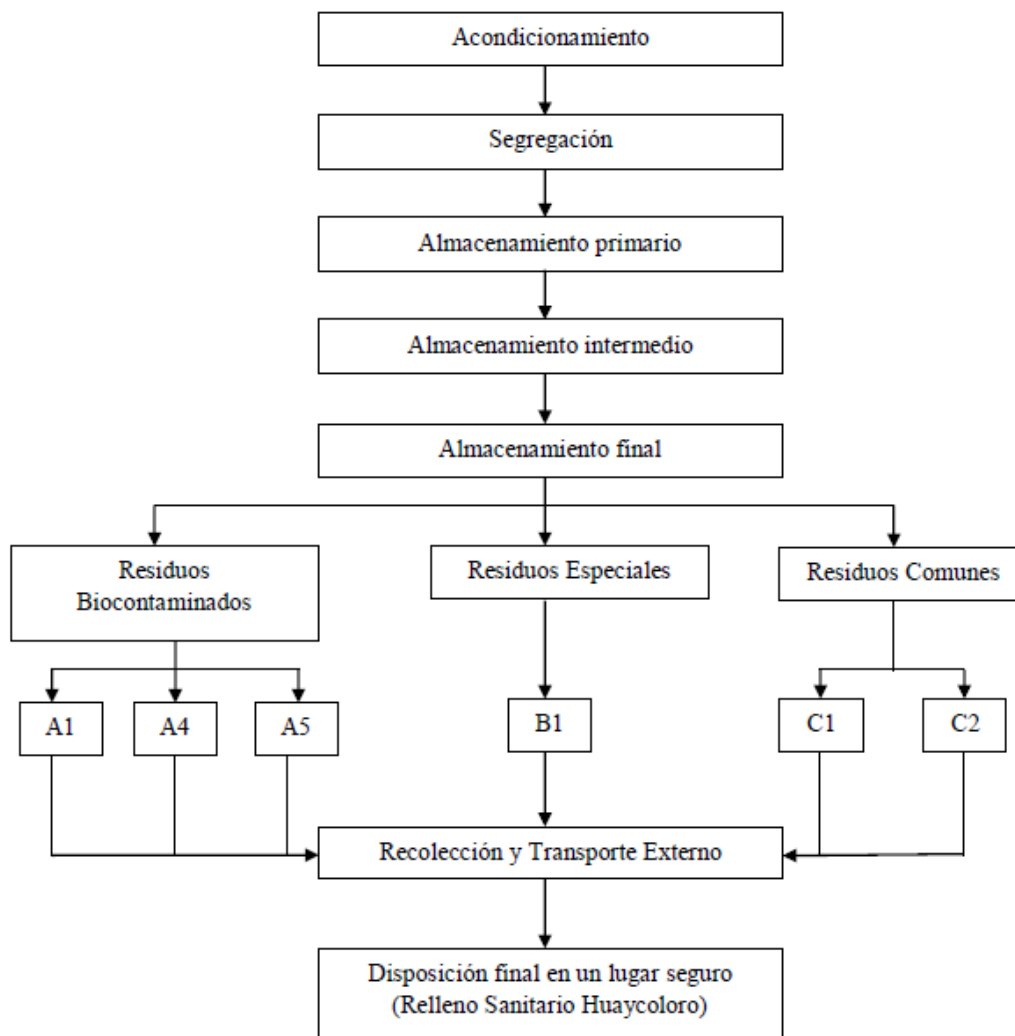 Acondicionamiento
Segregación
Almacenamiento primario
Almacenamiento intermedio
Almacenamiento final
Residuos
Biocontaminados
Residuos Especiales
Residuos Comunes
A1
A4
A5
B1
C1
C2
Recolección y Transporte Externo
Disposición final en un lugar seguro
(Relleno Sanitario Huaycoloro)